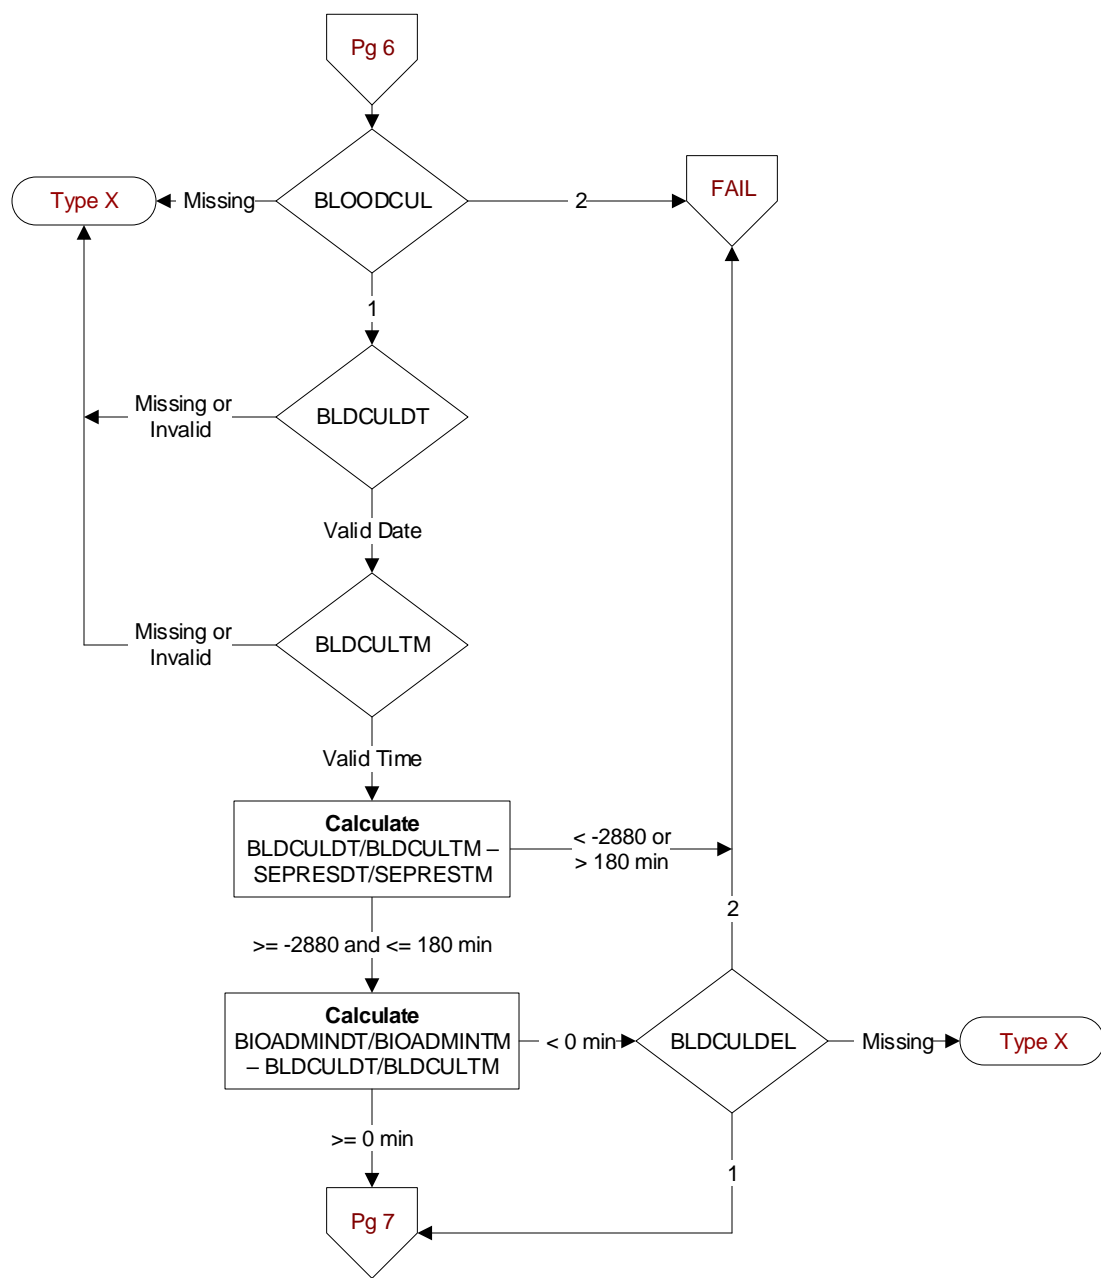 Pg 6
Type X
Missing
BLOODCUL
2
FAIL
1
Missing or
Invalid
BLDCULDT
Valid Date
Missing or
Invalid
BLDCULTM
Valid Time
Calculate
BLDCULDT/BLDCULTM –
SEPRESDT/SEPRESTM
< -2880 or
> 180 min
2
>= -2880 and <= 180 min
Calculate
BIOADMINDT/BIOADMINTM
– BLDCULDT/BLDCULTM
< 0 min
BLDCULDEL
Missing
Type X
>= 0 min
1
Pg 7